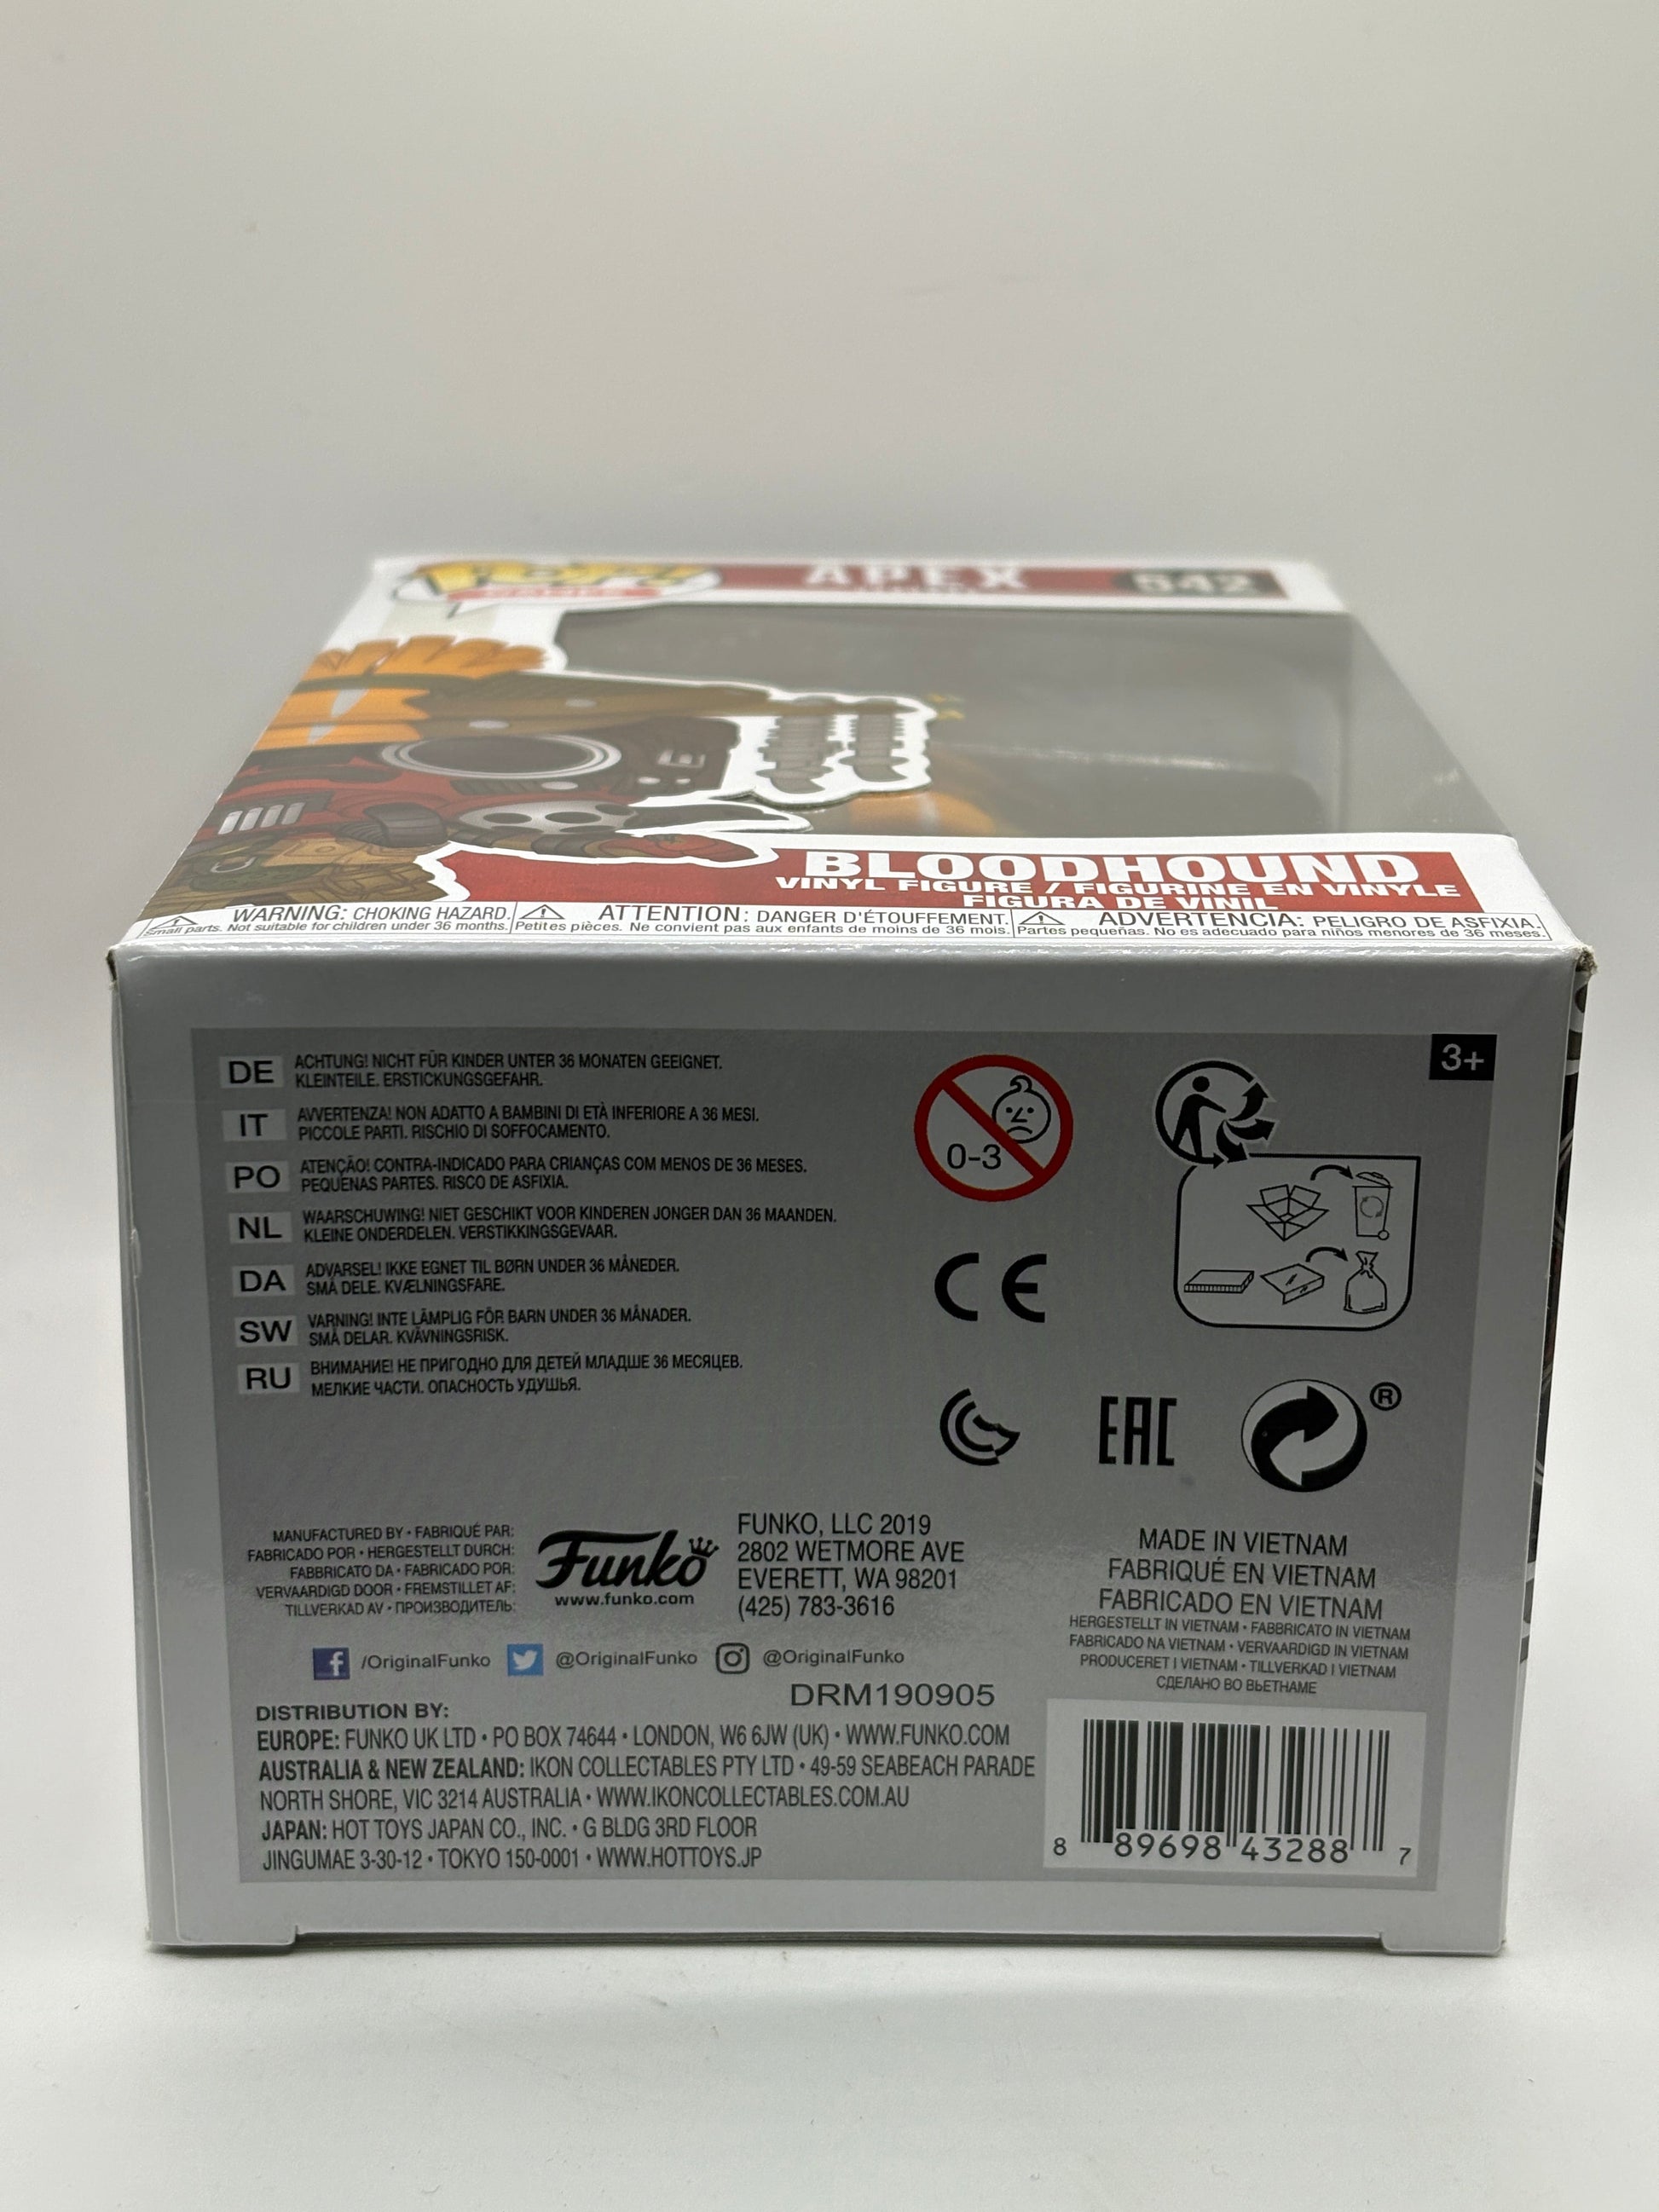 POP!
GAMES
APEX
542
BLOODHOUND
VINYL FIGURE / FIGURINE EN VINYLE
FIGURA DE VINIL
WARNING: CHOKING HAZARD.
Small parts. Not suitable for children under 36 months.
ATTENTION: DANGER D'ÉTOUFFEMENT.
Petites pièces. Ne convient pas aux enfants de moins de 36 mois.
ADVERTENCIA: PELIGRO DE ASFIXIA.
Partes pequeñas. No es adecuado para niños menores de 36 meses.
3+
DE ACHTUNG! NICHT FÜR KINDER UNTER 36 MONATEN GEEIGNET.
KLEINTEILE. ERSTICKUNGSGEFAHR.
IT AVVERTENZA! NON ADATTO A BAMBINI DI ETÀ INFERIORE A 36 MESI.
PICCOLE PARTI. RISCHIO DI SOFFOCAMENTO.
PO ATENÇÃO! CONTRA-INDICADO PARA CRIANÇAS COM MENOS DE 36 MESES.
PEQUENAS PARTES. RISCO DE ASFIXIA.
NL WAARSCHUWING! NIET GESCHIKT VOOR KINDEREN JONGER DAN 36 MAANDEN.
KLEINE ONDERDELEN. VERSTIKKINGSGEVAAR.
DA ADVARSEL! IKKE EGNET TIL BØRN UNDER 36 MÅNEDER.
SMÅ DELE. KVÆLNINGSFARE.
SW VARNING! INTE LÄMPLIG FÖR BARN UNDER 36 MÅNADER.
SMÅ DELAR. KVÄVNINGSRISK.
RU ВНИМАНИЕ! НЕ ПРИГОДНО ДЛЯ ДЕТЕЙ МЛАДШЕ 36 МЕСЯЦЕВ.
МЕЛКИЕ ЧАСТИ. ОПАСНОСТЬ УДУШЬЯ.
0-3
CE
EAC
®
MANUFACTURED BY • FABRIQUÉ PAR:
FABRICADO POR • HERGESTELLT DURCH:
FABBRICATO DA • FABRICADO POR:
VERVAARDIGD DOOR • FREMSTILLET AF:
TILLVERKAD AV • ПРОИЗВОДИТЕЛЬ:
Funko
www.funko.com
FUNKO, LLC 2019
2802 WETMORE AVE
EVERETT, WA 98201
(425) 783-3616
MADE IN VIETNAM
FABRIQUÉ EN VIETNAM
FABRICADO EN VIETNAM
HERGESTELLT IN VIETNAM • FABBRICATO IN VIETNAM
FABRICADO NA VIETNAM • VERVAARDIGD IN VIETNAM
PRODUCERET I VIETNAM • TILLVERKAD I VIETNAM
СДЕЛАНО ВО ВЬЕТНАМЕ
/OriginalFunko @OriginalFunko @OriginalFunko
DRM190905
DISTRIBUTION BY:
EUROPE: FUNKO UK LTD • PO BOX 74644 • LONDON, W6 6JW (UK) • WWW.FUNKO.COM
AUSTRALIA & NEW ZEALAND: IKON COLLECTABLES PTY LTD • 49-59 SEABEACH PARADE
NORTH SHORE, VIC 3214 AUSTRALIA • WWW.IKONCOLLECTABLES.COM.AU
JAPAN: HOT TOYS JAPAN CO., INC. • G BLDG 3RD FLOOR
JINGUMAE 3-30-12 • TOKYO 150-0001 • WWW.HOTTOYS.JP
8 89698 43288 7